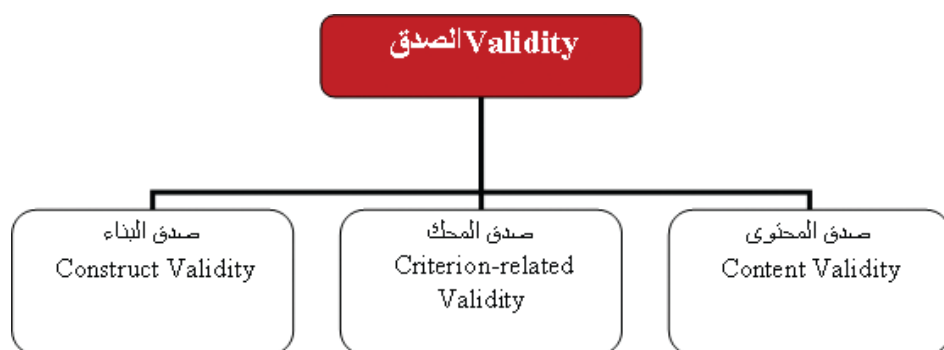 الصدق Validity
صدق البناء
Construct Validity
صدق المحك
Criterion-related
Validity
صدق المحتوى
Content Validity